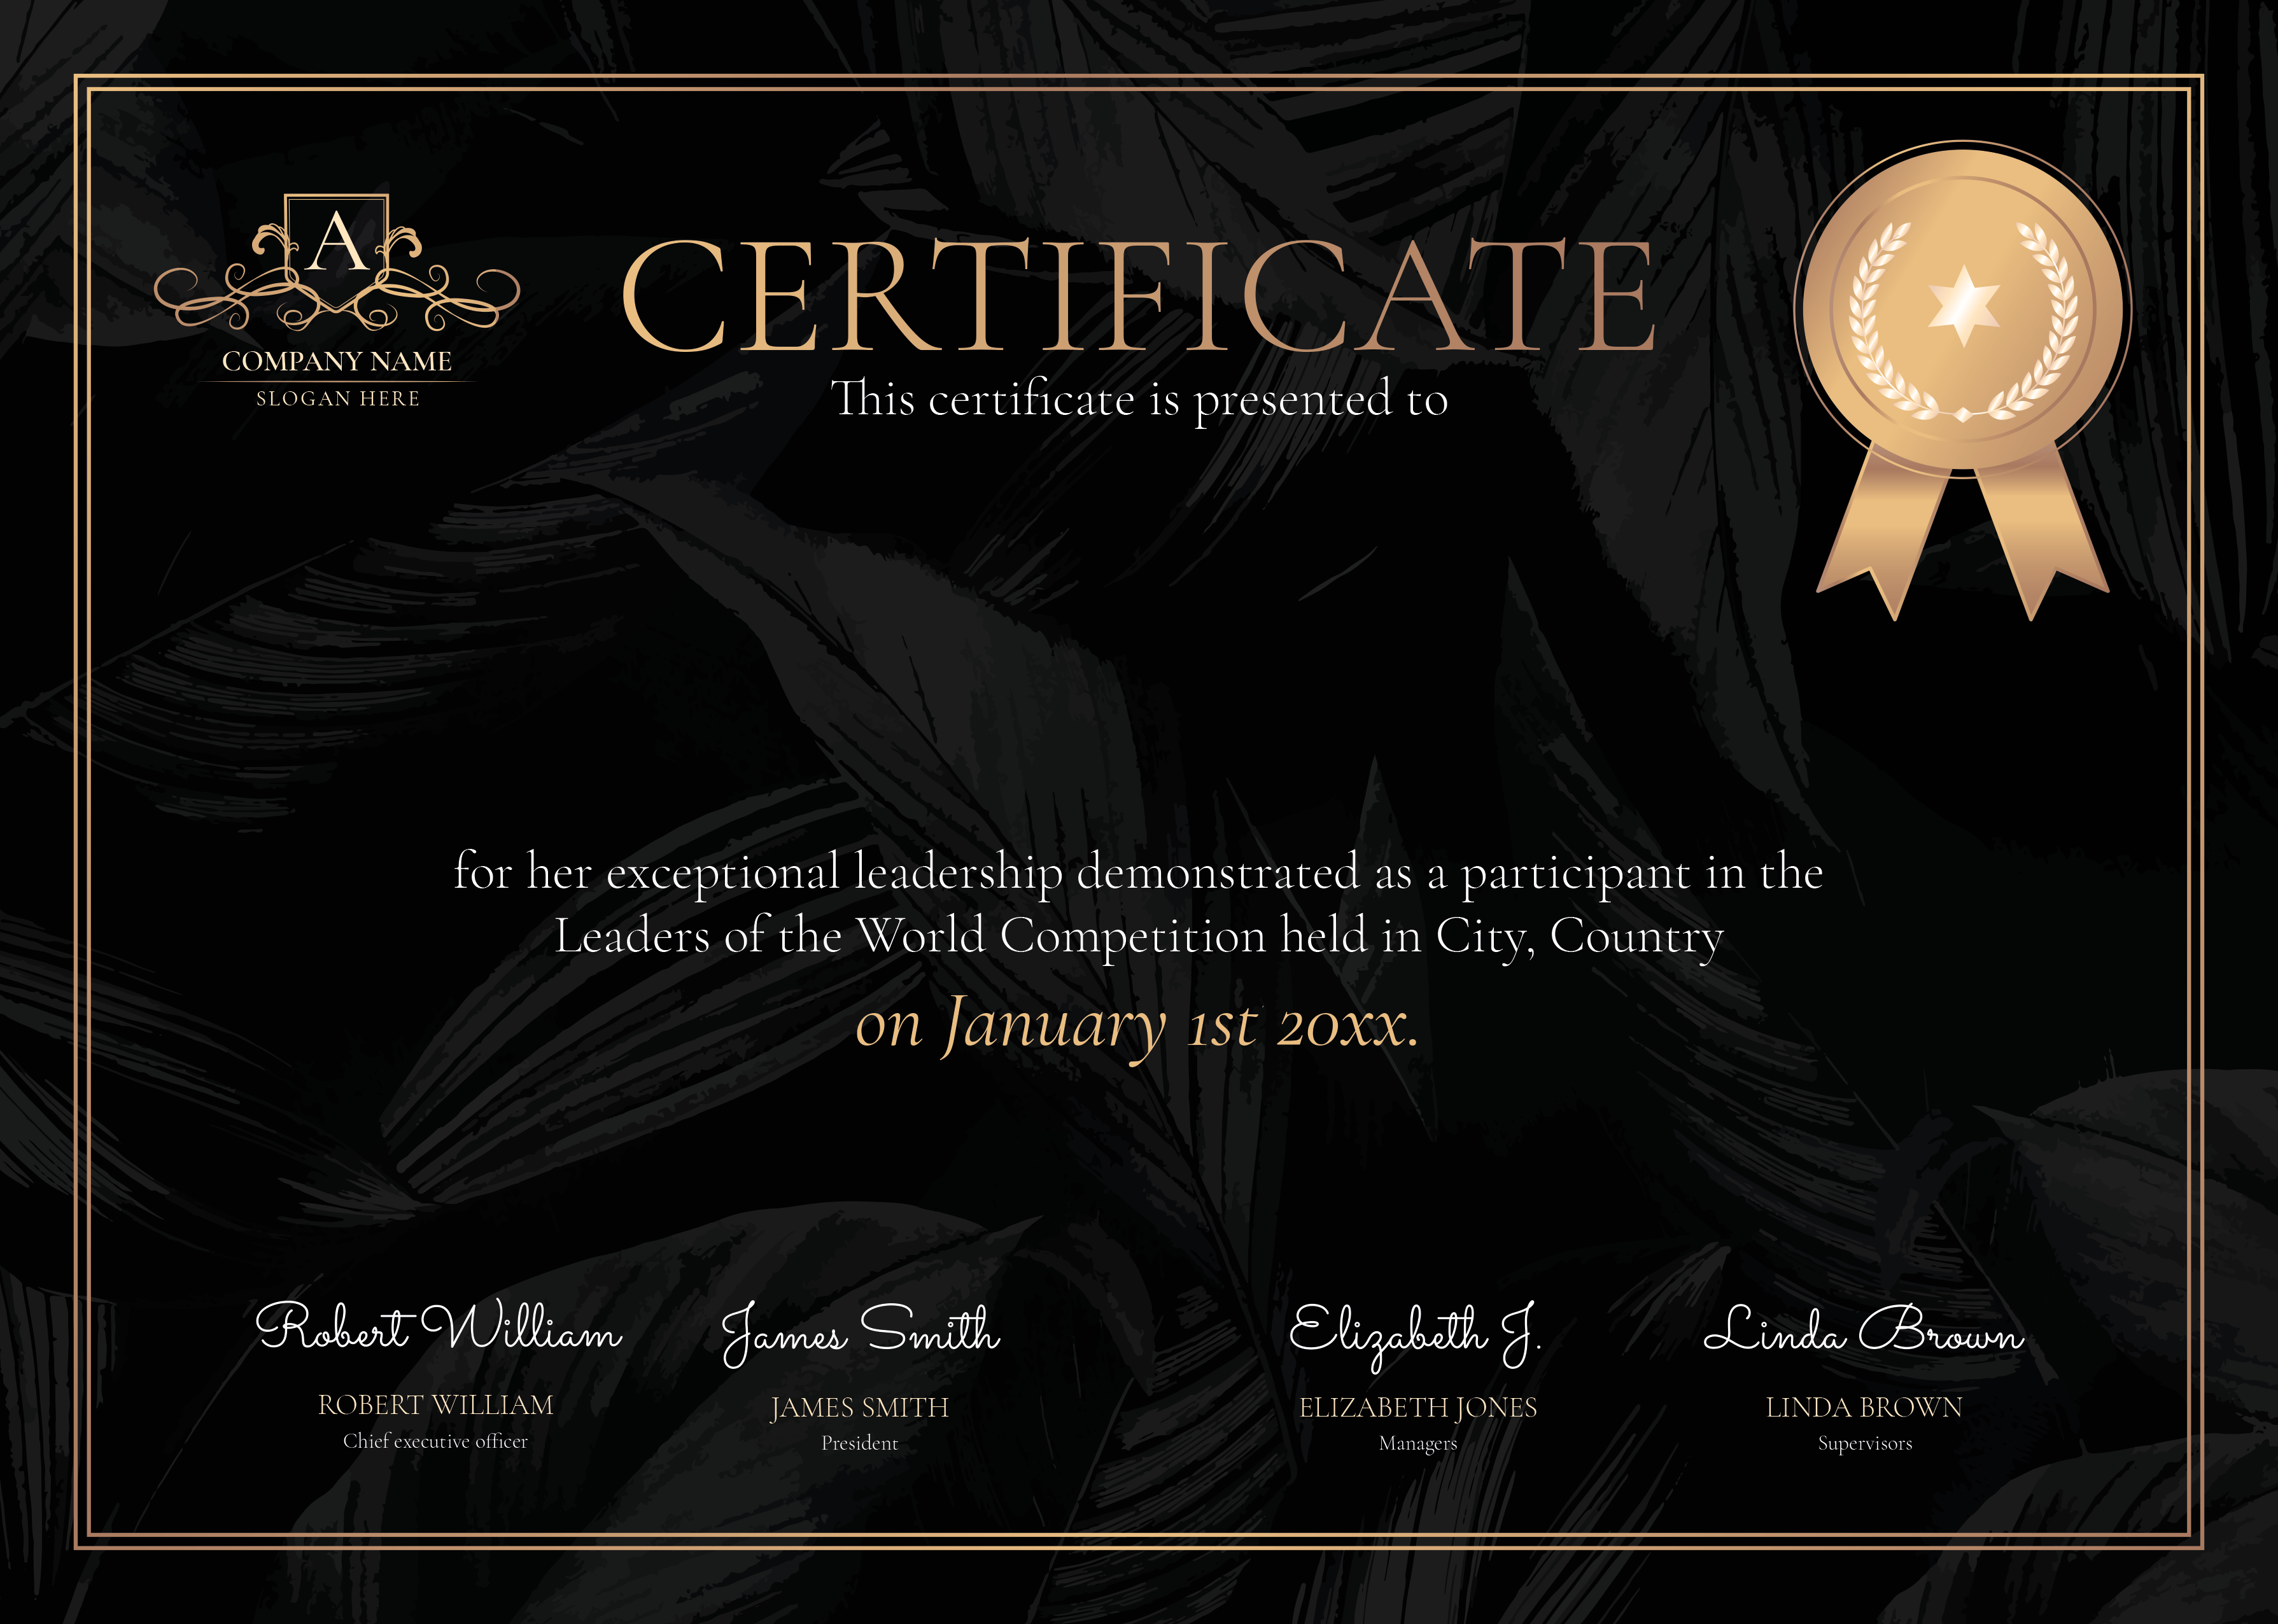 A
COMPANY NAME
SLOGAN HERE
CERTIFICATE
This certificate is presented to
for her exceptional leadership demonstrated as a participant in the
Leaders of the World Competition held in City, Country
on January 1st 20xx.
Robert William
James Smith
Elizabeth J.
Linda Brown
ROBERT WILLIAM
JAMES SMITH
ELIZABETH JONES
LINDA BROWN
Chief executive officer
President
Managers
Supervisors